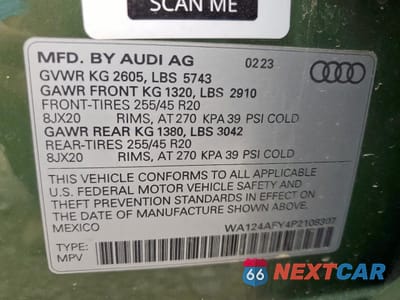 SCAN ME
MFD. BY AUDI AG 02 23
GVWR KG 2605, LBS 5743
GAWR FRONT KG 1320, LBS 2910
FRONT-TIRES 255/45 R20
8JX20 RIMS, AT 270 KPA 39 PSI COLD
GAWR REAR KG 1380, LBS 3042
REAR-TIRES 255/45 R20
8JX20 RIMS, AT 270 KPA 39 PSI COLD
THIS VEHICLE CONFORMS TO ALL APPLICABLE
U.S. FEDERAL MOTOR VEHICLE SAFETY AND
THEFT PREVENTION STANDARDS IN EFFECT ON
THE DATE OF MANUFACTURE SHOWN ABOVE.
MEXICO WA124AFY4P2108307
TYPE:
MPV
66 NEXTCAR